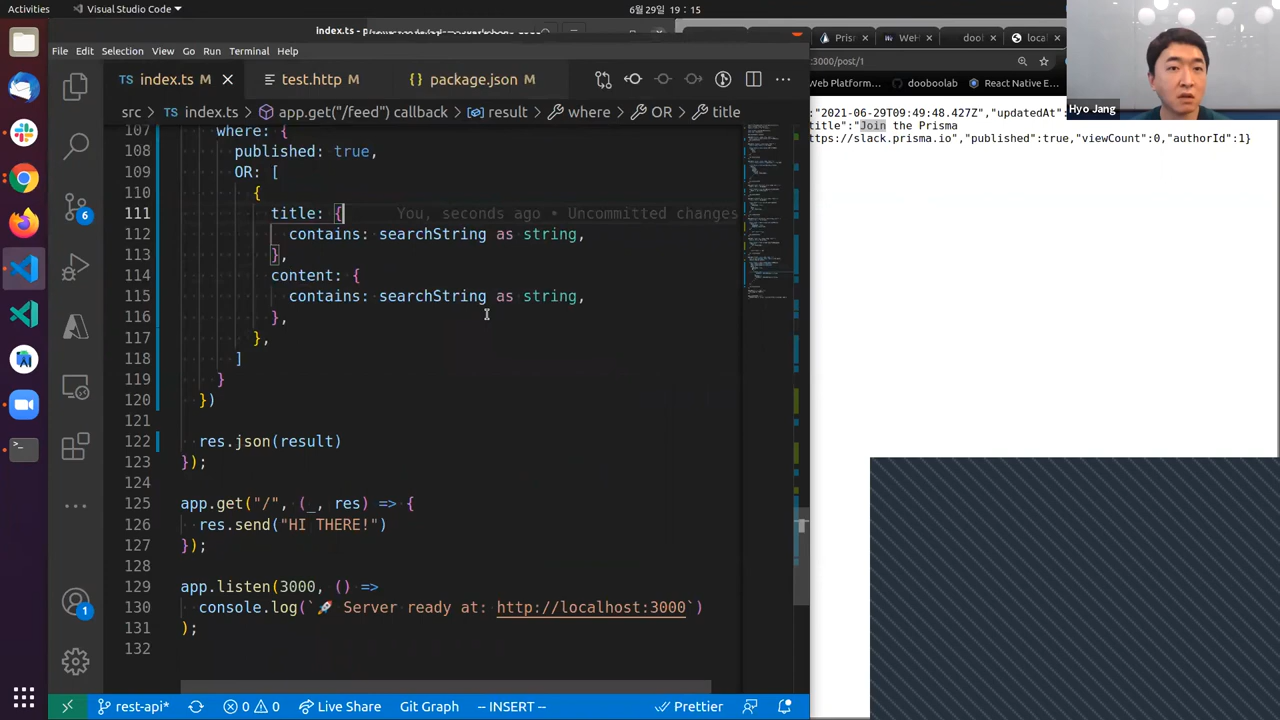 Activities
Visual Studio Code
6월 29일 19：15
index.ts
File Edit Selection View Go Run Terminal Help
Pris
WeH
dool
local
:3000/post/1
Web Platform...
dooboolab
React Native E
Hyo Jang
TS index.ts M
test.http M
{} package.json M
src > TS index.ts > app.get("/feed") callback > result > where > OR > title
107 where: {
108 published: true,
109 OR: [
110 {
111 title: { You, seconds ago • Uncommitted changes
112 contains: searchString as string,
113 },
114 content: {
115 contains: searchString as string,
116 },
117 },
118 ]
119 }
120 })
121
122 res.json(result)
123 });
124
125 app.get("/", (_, res) => {
126 res.send("HI THERE!")
127 });
128
129 app.listen(3000, () =>
130 console.log(`🚀 Server ready at: http://localhost:3000`)
131 );
132
:"2021-06-29T09:49:48.427Z","updatedAt":
title":"Join the Prisma
ttps://slack.prisma.io","published":true,"viewCount":0,"authorId":1}
6
1
rest-api*
0 0
Live Share
Git Graph
-- INSERT --
Prettier